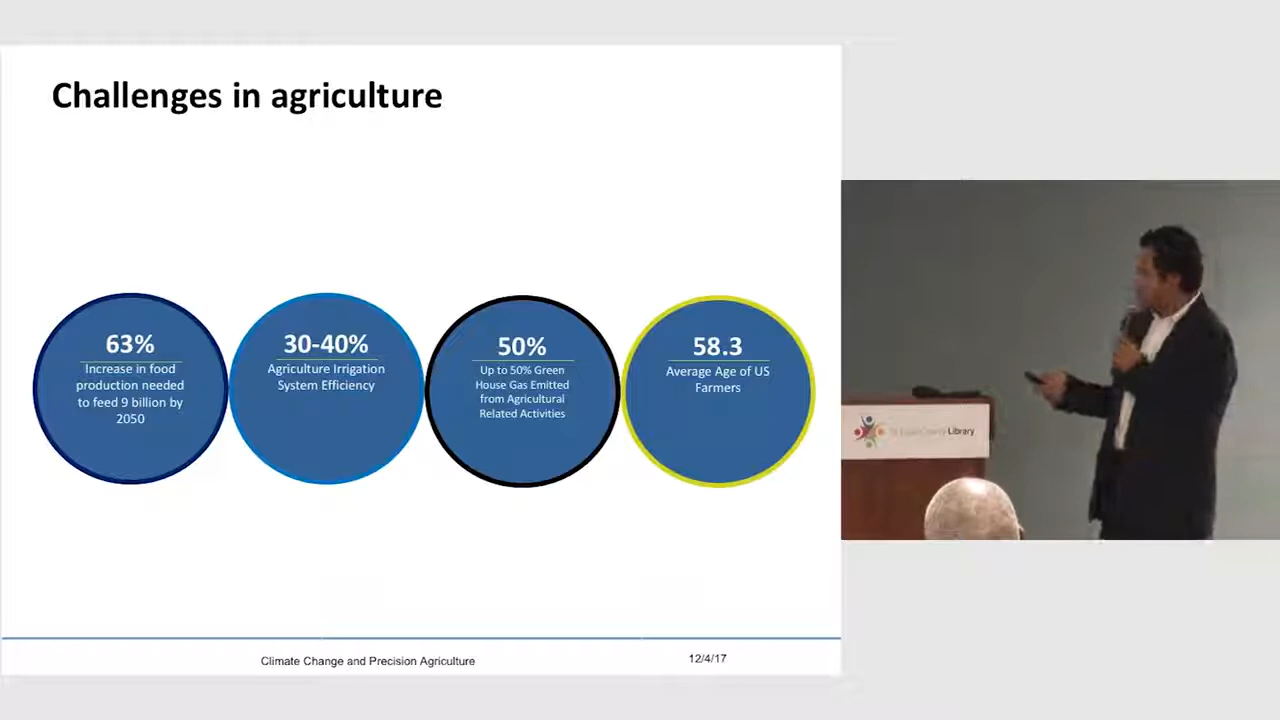 Challenges in agriculture
63%
Increase in food
production needed
to feed 9 billion by
2050
30-40%
Agriculture Irrigation
System Efficiency
50%
Up to 50% Green
House Gas Emitted
from Agricultural
Related Activities
58.3
Average Age of US
Farmers
Climate Change and Precision Agriculture
12/4/17
Library